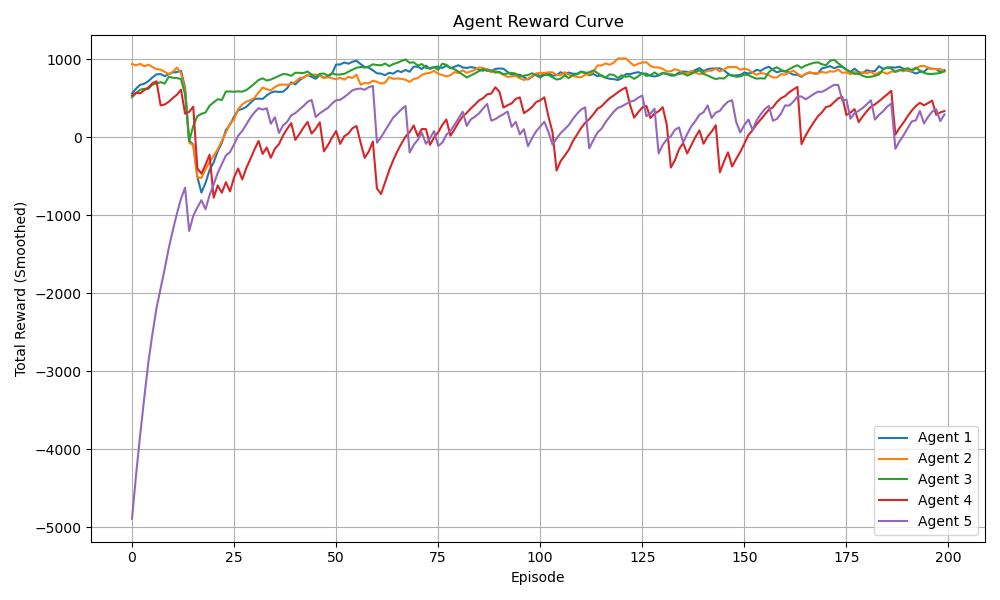 Agent Reward Curve
Total Reward (Smoothed)
1000
0
−1000
−2000
−3000
−4000
−5000
0 25 50 75 100 125 150 175 200
Episode
Agent 1
Agent 2
Agent 3
Agent 4
Agent 5